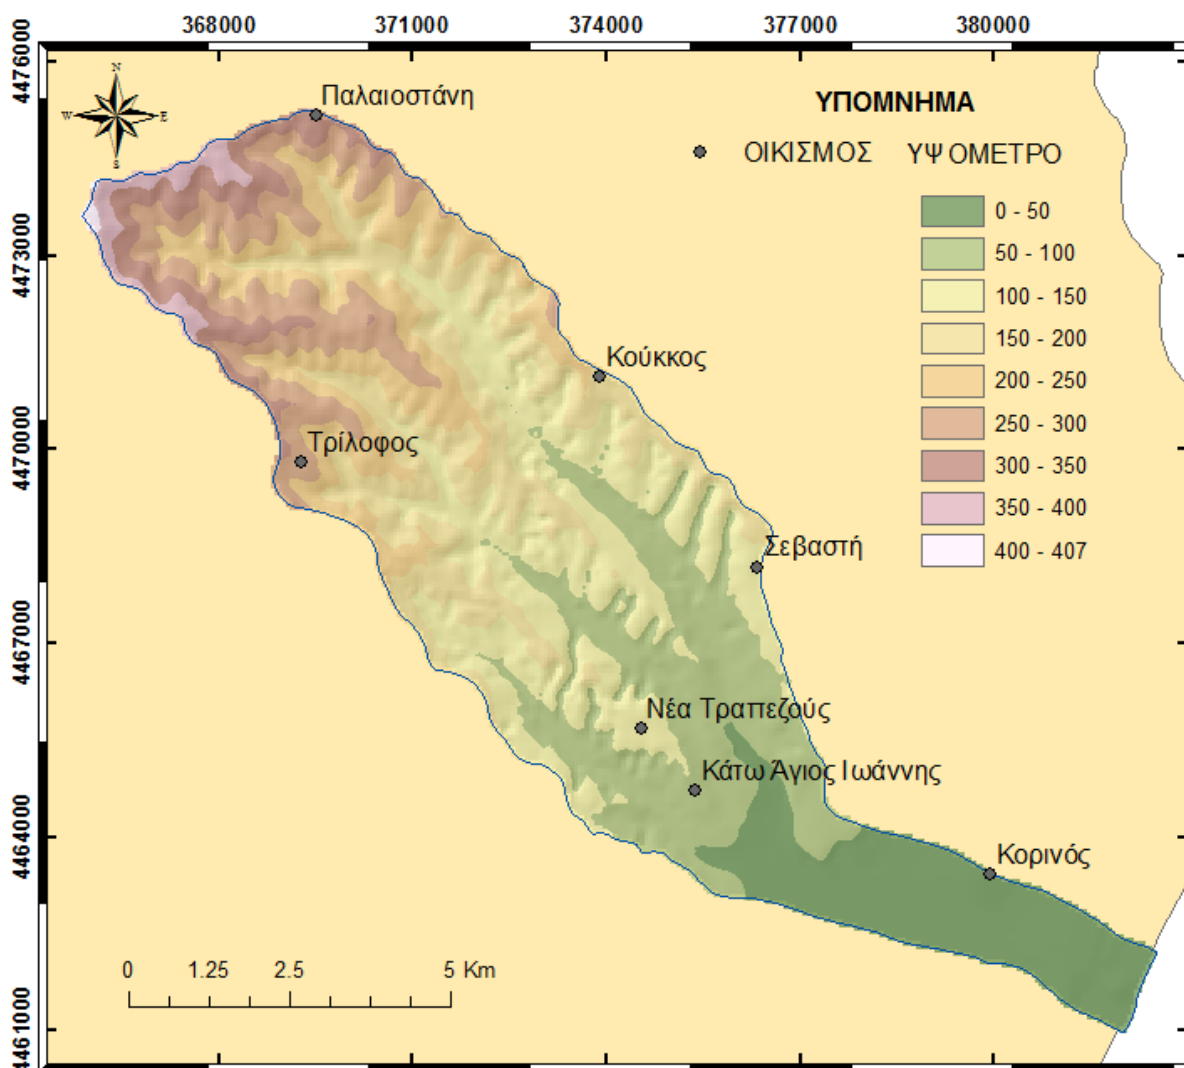 368000 371000 374000 377000 380000
4476000
4473000
4470000
4467000
4464000
4461000
N
W E
S
ΥΠΟΜΝΗΜΑ
ΟΙΚΙΣΜΟΣ ΥΨΟΜΕΤΡΟ
0 - 50
50 - 100
100 - 150
150 - 200
200 - 250
250 - 300
300 - 350
350 - 400
400 - 407
Παλαιοστάνη
Κούκκος
Τρίλοφος
Σεβαστή
Νέα Τραπεζούς
Κάτω Άγιος Ιωάννης
Κορινός
0 1.25 2.5 5 Km